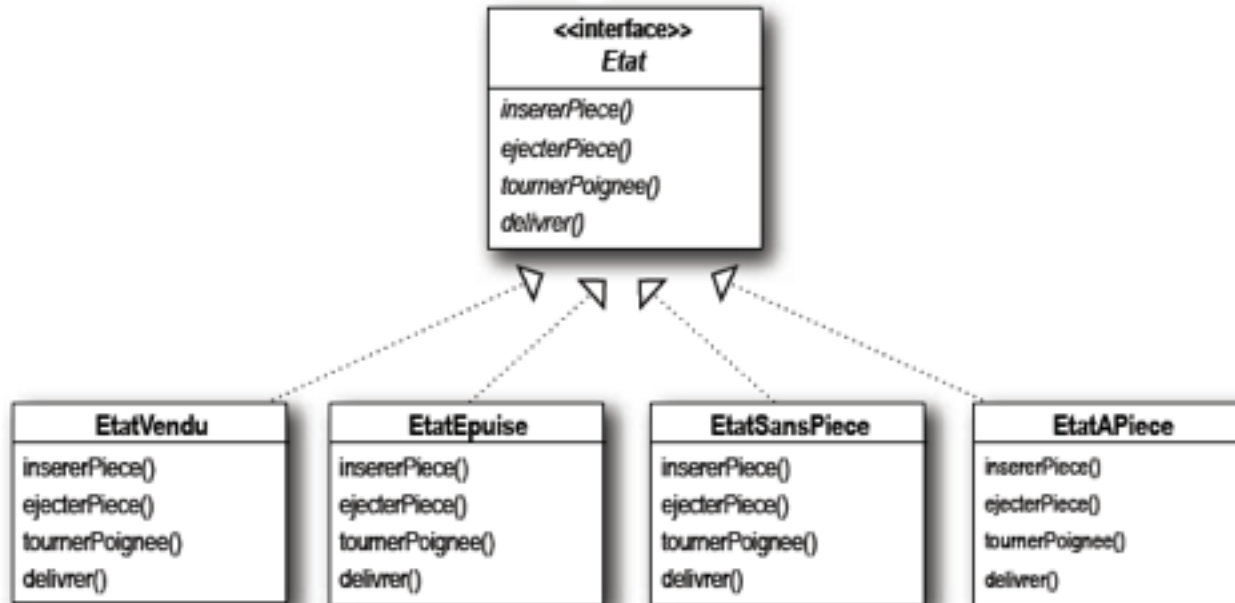 <<interface>>
Etat
insererPiece()
ejecterPiece()
tournerPoignee()
delivrer()
EtatVendu
insererPiece()
ejecterPiece()
tournerPoignee()
delivrer()
EtatEpuise
insererPiece()
ejecterPiece()
tournerPoignee()
delivrer()
EtatSansPiece
insererPiece()
ejecterPiece()
tournerPoignee()
delivrer()
EtatAPiece
insererPiece()
ejecterPiece()
tournerPoignee()
delivrer()